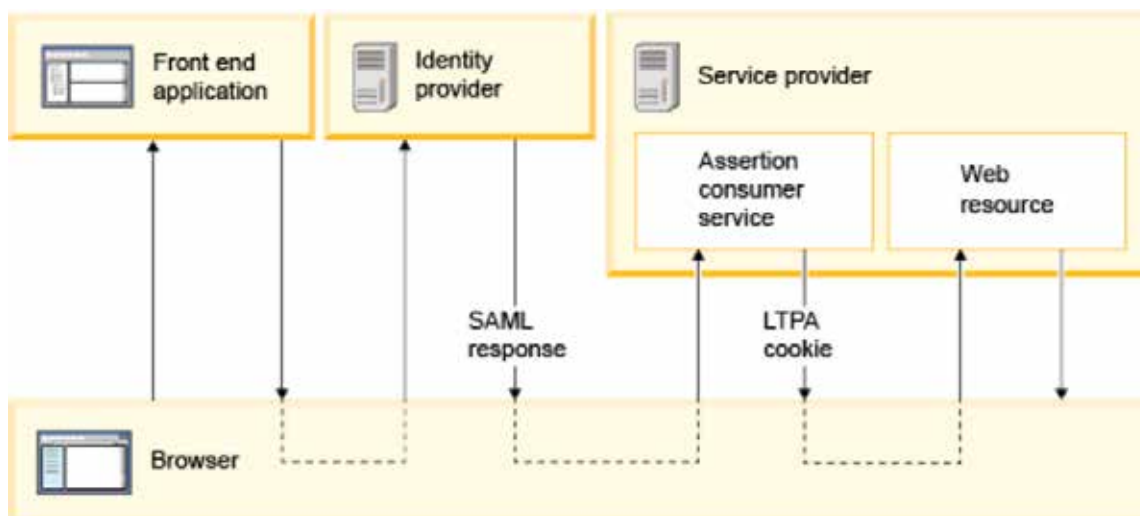 Front end
application
Identity
provider
Service provider
Assertion
consumer
service
Web
resource
SAML
response
LTPA
cookie
Browser